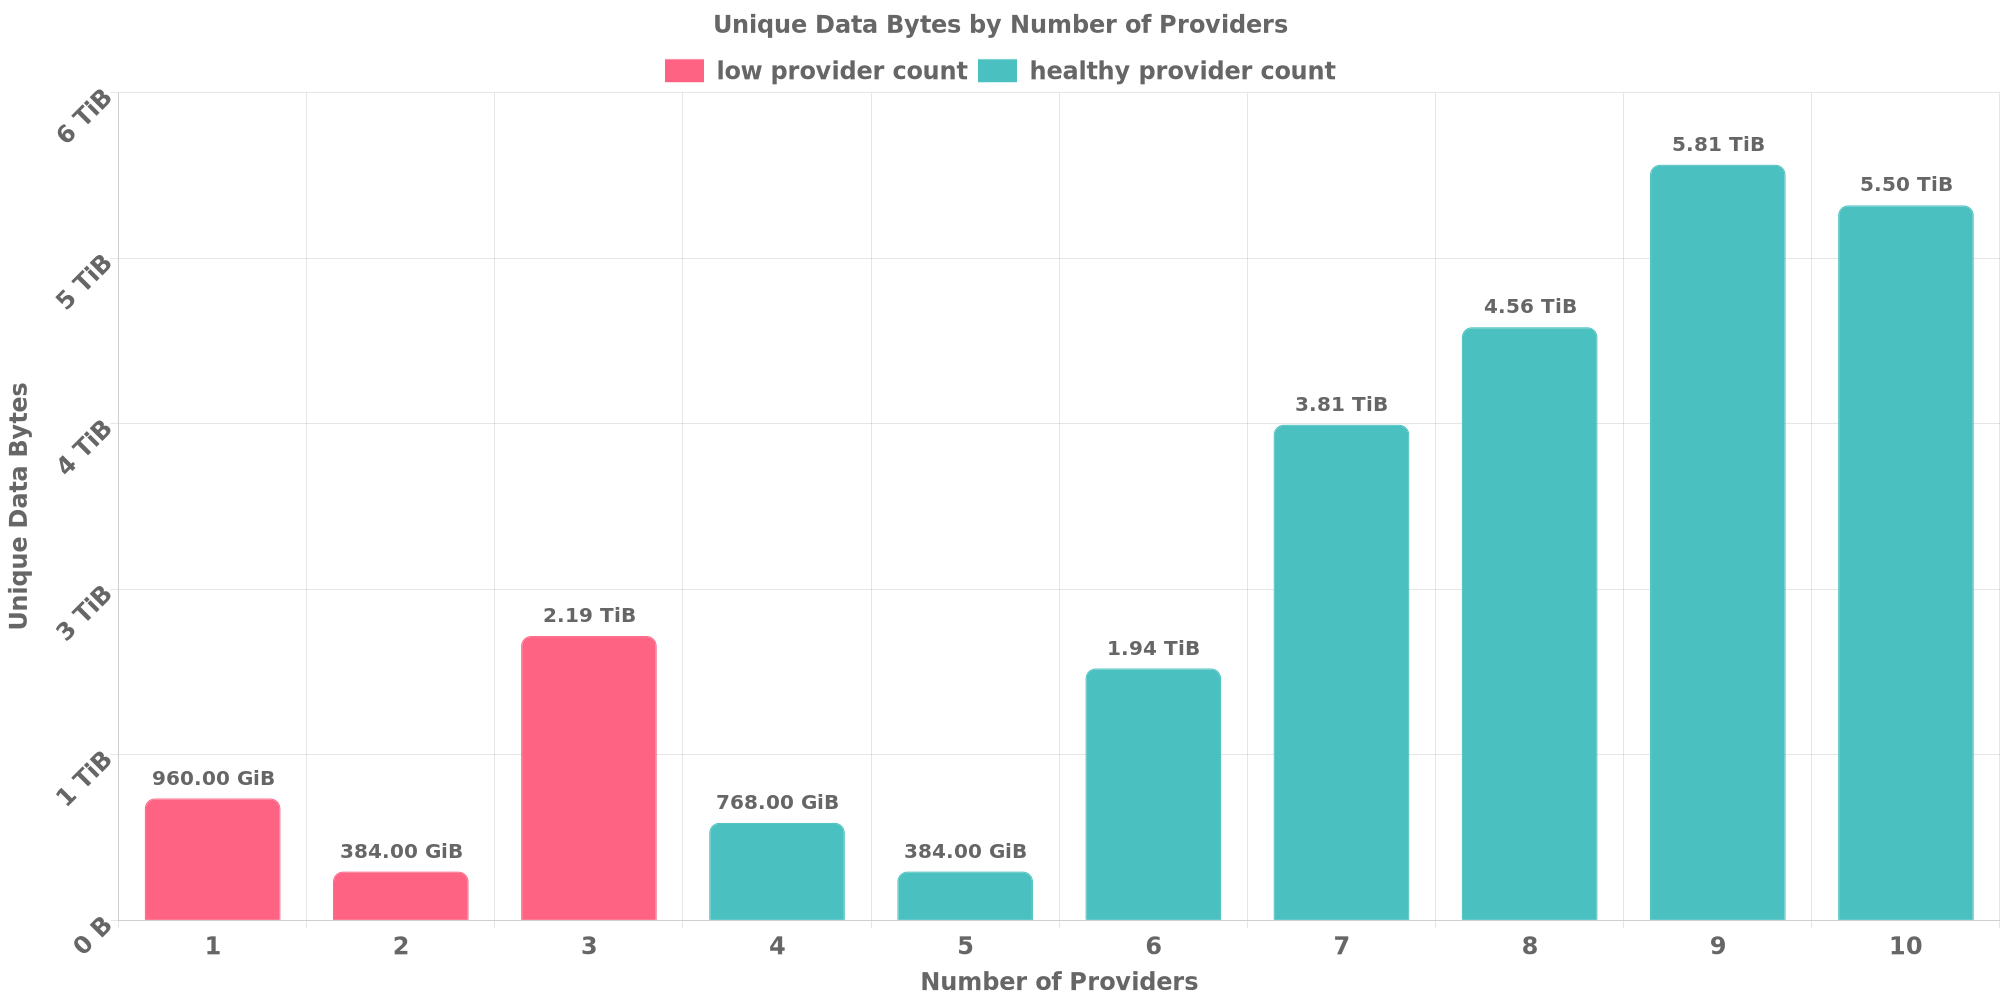 Unique Data Bytes by Number of Providers
low provider count healthy provider count
6 TiB
5 TiB
4 TiB
3 TiB
1 TiB
0 B
Unique Data Bytes
960.00 GiB
384.00 GiB
2.19 TiB
768.00 GiB
384.00 GiB
1.94 TiB
3.81 TiB
4.56 TiB
5.81 TiB
5.50 TiB
1 2 3 4 5 6 7 8 9 10
Number of Providers